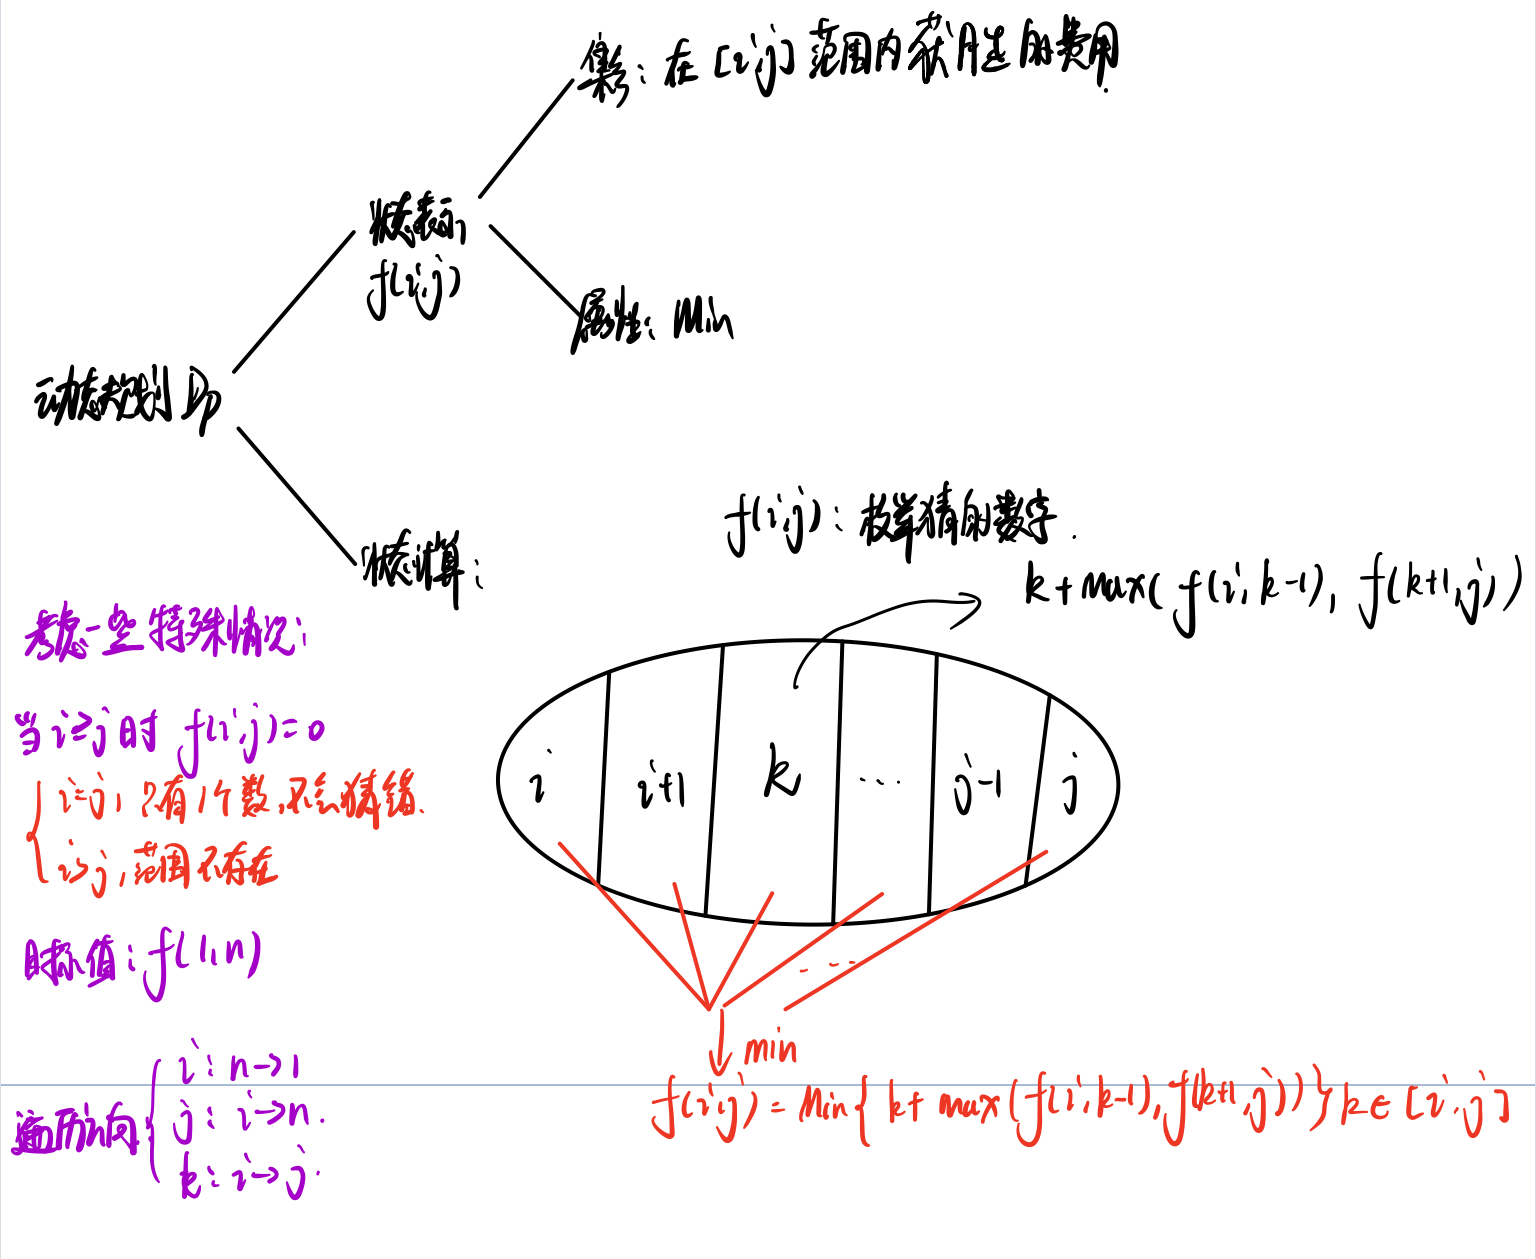 集合：在[i,j]范围内获胜的费用
状态表示
f(i,j)
属性：Min
动态规划 Dp
状态计算：
f(i,j)：枚举猜的数字.
k+max(f(i,k-1), f(k+1,j))
i
i+1
k
...
j-1
j
min
f(i,j)=Min{k+max(f(i,k-1),f(k+1,j))} k∈[i,j]
考虑一些特殊情况：
当i≥j时 f(i,j)=0
i=j，只有1个数,不会猜错.
i>j，范围不存在
目标值：f(1,n)
遍历方向：
i：n→1
j：i→n.
k：i→j.